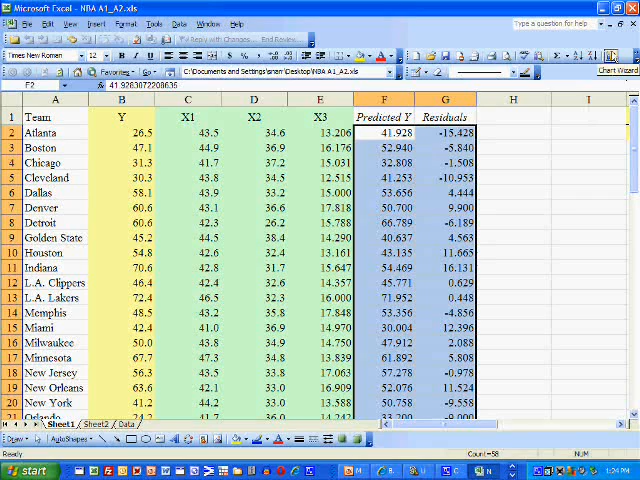 Microsoft Excel - NBA A1_A2.xls
File Edit View Insert Format Tools Data Window Help Type a question for help
Reply with Changes... End Review...
Times New Roman 12 B I U
Favorites Go C:\Documents and Settings\snarr\Desktop\NBA A1_A2.xls
Chart Wizard
F2 41.9283072208635
A B C D E F G H I
1 Team Y X1 X2 X3 Predicted Y Residuals
2 Atlanta 26.5 43.5 34.6 13.206 41.928 -15.428
3 Boston 47.1 44.9 36.9 16.176 52.940 -5.840
4 Chicago 31.3 41.7 37.2 15.031 32.808 -1.508
5 Cleveland 30.3 43.8 34.5 12.515 41.253 -10.953
6 Dallas 58.1 43.9 33.2 15.000 53.656 4.444
7 Denver 60.6 43.1 36.6 17.818 50.700 9.900
8 Detroit 60.6 42.3 26.2 15.788 66.789 -6.189
9 Golden State 45.2 44.5 38.4 14.290 40.637 4.563
10 Houston 54.8 42.6 32.4 13.161 43.135 11.665
11 Indiana 70.6 42.8 31.7 15.647 54.469 16.131
12 L.A. Clippers 46.4 42.4 32.6 14.357 45.771 0.629
13 L.A. Lakers 72.4 46.5 32.3 16.000 71.952 0.448
14 Memphis 48.5 43.2 35.8 17.848 53.356 -4.856
15 Miami 42.4 41.0 36.9 14.970 30.004 12.396
16 Milwaukee 50.0 43.8 34.9 14.750 47.912 2.088
17 Minnesota 67.7 47.3 34.8 13.839 61.892 5.808
18 New Jersey 56.3 43.5 33.8 17.063 57.278 -0.978
19 New Orleans 63.6 42.1 33.0 16.909 52.076 11.524
20 New York 41.2 44.2 33.0 13.588 50.758 -9.558
21 Orlando 24.2 41.7 36.0 14.242 33.200 -9.000
Sheet1 Sheet2 Data
Draw AutoShapes
Ready Count=58 NUM
start 1:24 PM